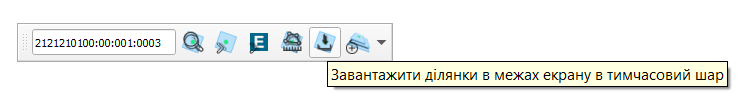 2121210100:00:001:0003
Завантажити ділянки в межах екрану в тимчасовий шар